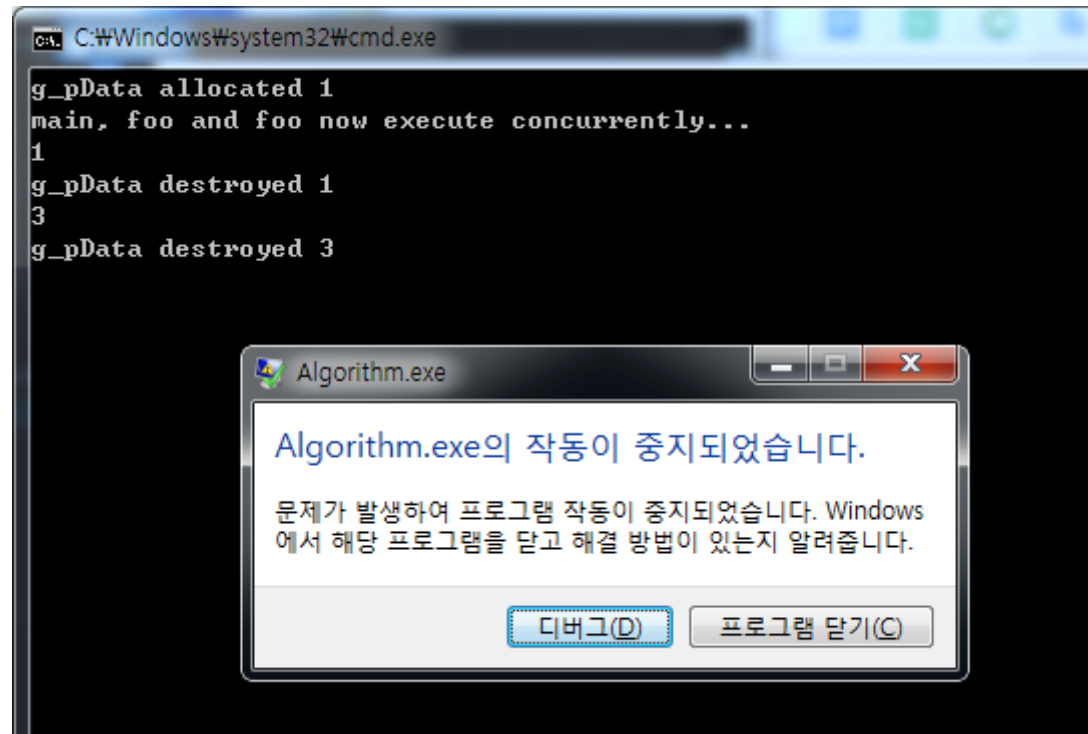 C:\Windows\system32\cmd.exe
g_pData allocated 1
main, foo and foo now execute concurrently...
1
g_pData destroyed 1
3
g_pData destroyed 3
Algorithm.exe
Algorithm.exe의 작동이 중지되었습니다.
문제가 발생하여 프로그램 작동이 중지되었습니다. Windows
에서 해당 프로그램을 닫고 해결 방법이 있는지 알려줍니다.
디버그(D)
프로그램 닫기(C)